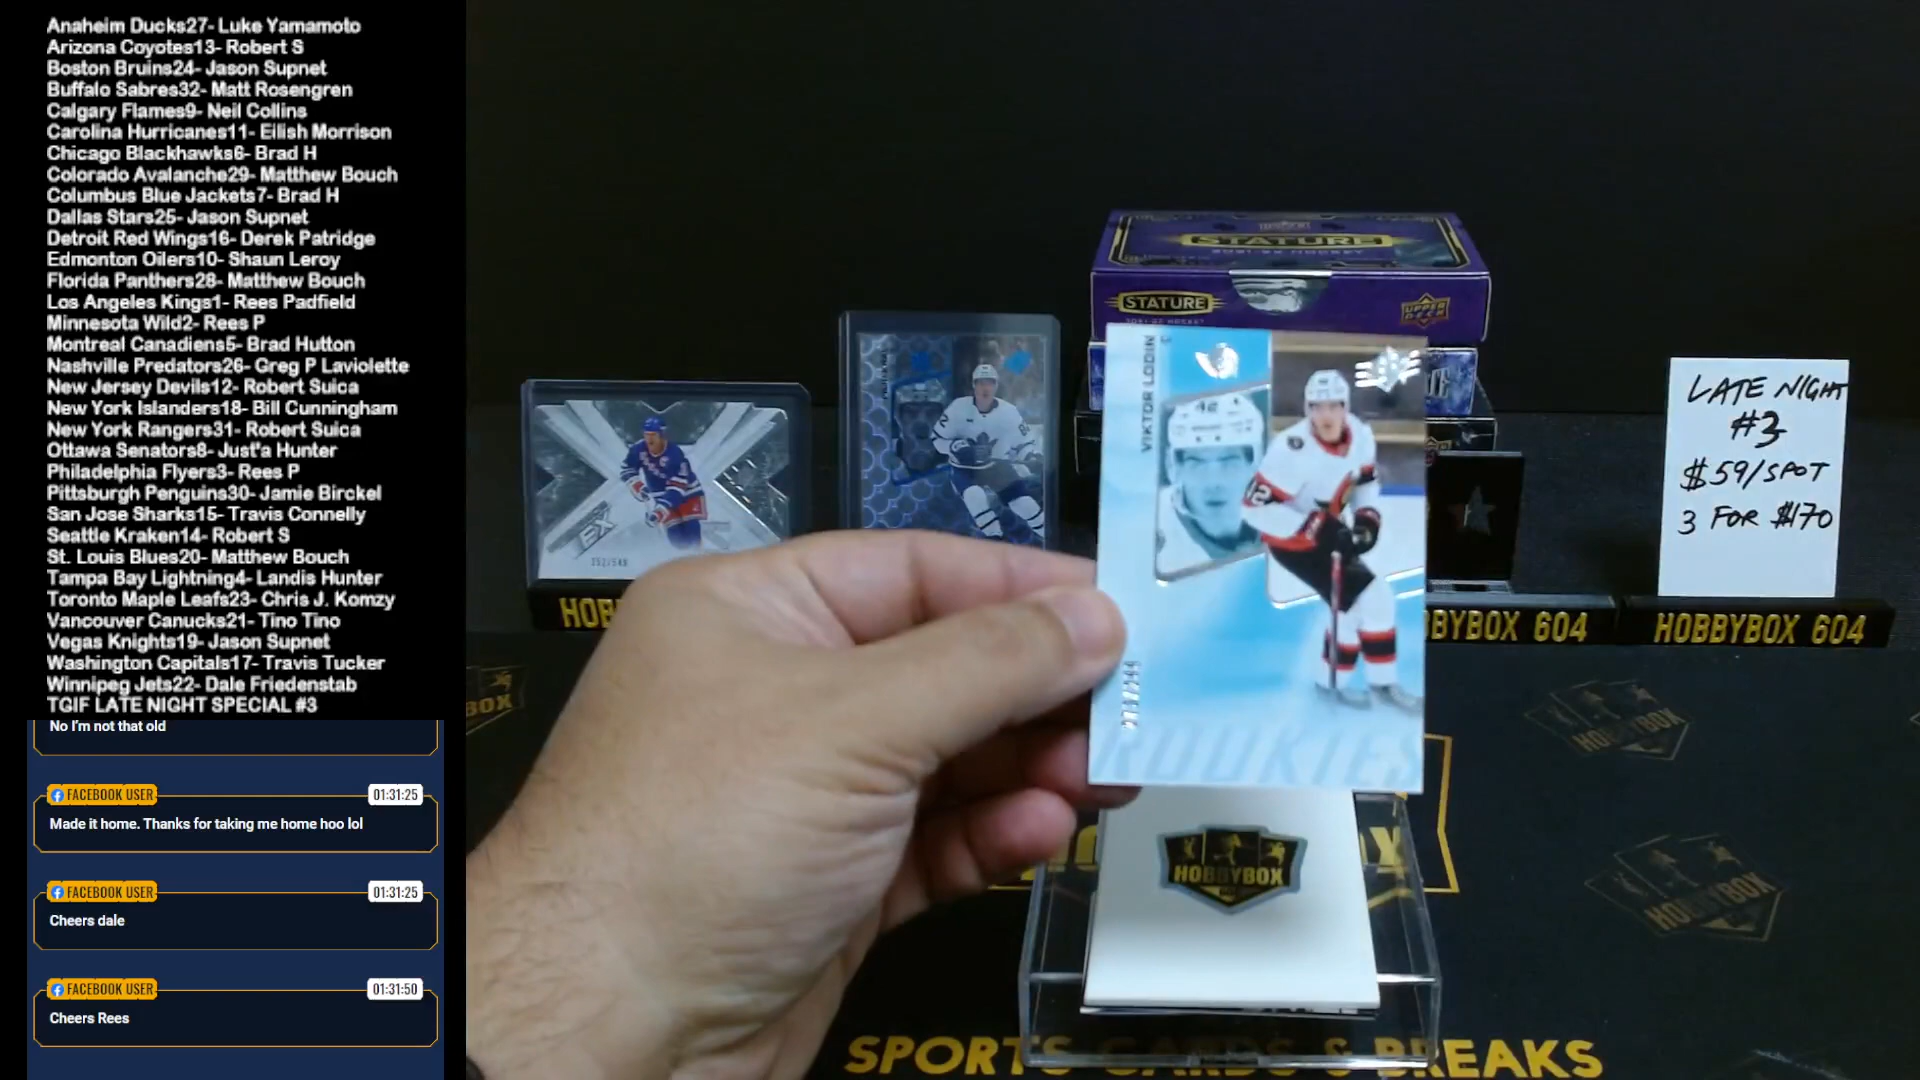 Anaheim Ducks27- Luke Yamamoto
Arizona Coyotes13- Robert S
Boston Bruins24- Jason Supnet
Buffalo Sabres32- Matt Rosengren
Calgary Flames9- Neil Collins
Carolina Hurricanes11- Eilish Morrison
Chicago Blackhawks6- Brad H
Colorado Avalanche29- Matthew Bouch
Columbus Blue Jackets7- Brad H
Dallas Stars25- Jason Supnet
Detroit Red Wings16- Derek Patridge
Edmonton Oilers10- Shaun Leroy
Florida Panthers28- Matthew Bouch
Los Angeles Kings1- Rees Padfield
Minnesota Wild2- Rees P
Montreal Canadiens5- Brad Hutton
Nashville Predators26- Greg P Laviolette
New Jersey Devils12- Robert Suica
New York Islanders18- Bill Cunningham
New York Rangers31- Robert Suica
Ottawa Senators8- Just'a Hunter
Philadelphia Flyers3- Rees P
Pittsburgh Penguins30- Jamie Birckel
San Jose Sharks15- Travis Connelly
Seattle Kraken14- Robert S
St. Louis Blues20- Matthew Bouch
Tampa Bay Lightning4- Landis Hunter
Toronto Maple Leafs23- Chris J. Komzy
Vancouver Canucks21- Tino Tino
Vegas Knights19- Jason Supnet
Washington Capitals17- Travis Tucker
Winnipeg Jets22- Dale Friedenstab
TGIF LATE NIGHT SPECIAL #3
No I'm not that old
FACEBOOK USER 01:31:25
Made it home. Thanks for taking me home hoo lol
FACEBOOK USER 01:31:25
Cheers dale
FACEBOOK USER 01:31:50
Cheers Rees
STATURE
2021-22 HOCKEY
STATURE
UPPER DECK
VIKTOR LODIN
ROOKIES
EX
LATE NIGHT
#3
$59/SPOT
3 FOR $170
HOBBYBOX 604
HOBBYBOX
HOBBYBOX
HOBBYBOX
SPORTS CARDS & BREAKS